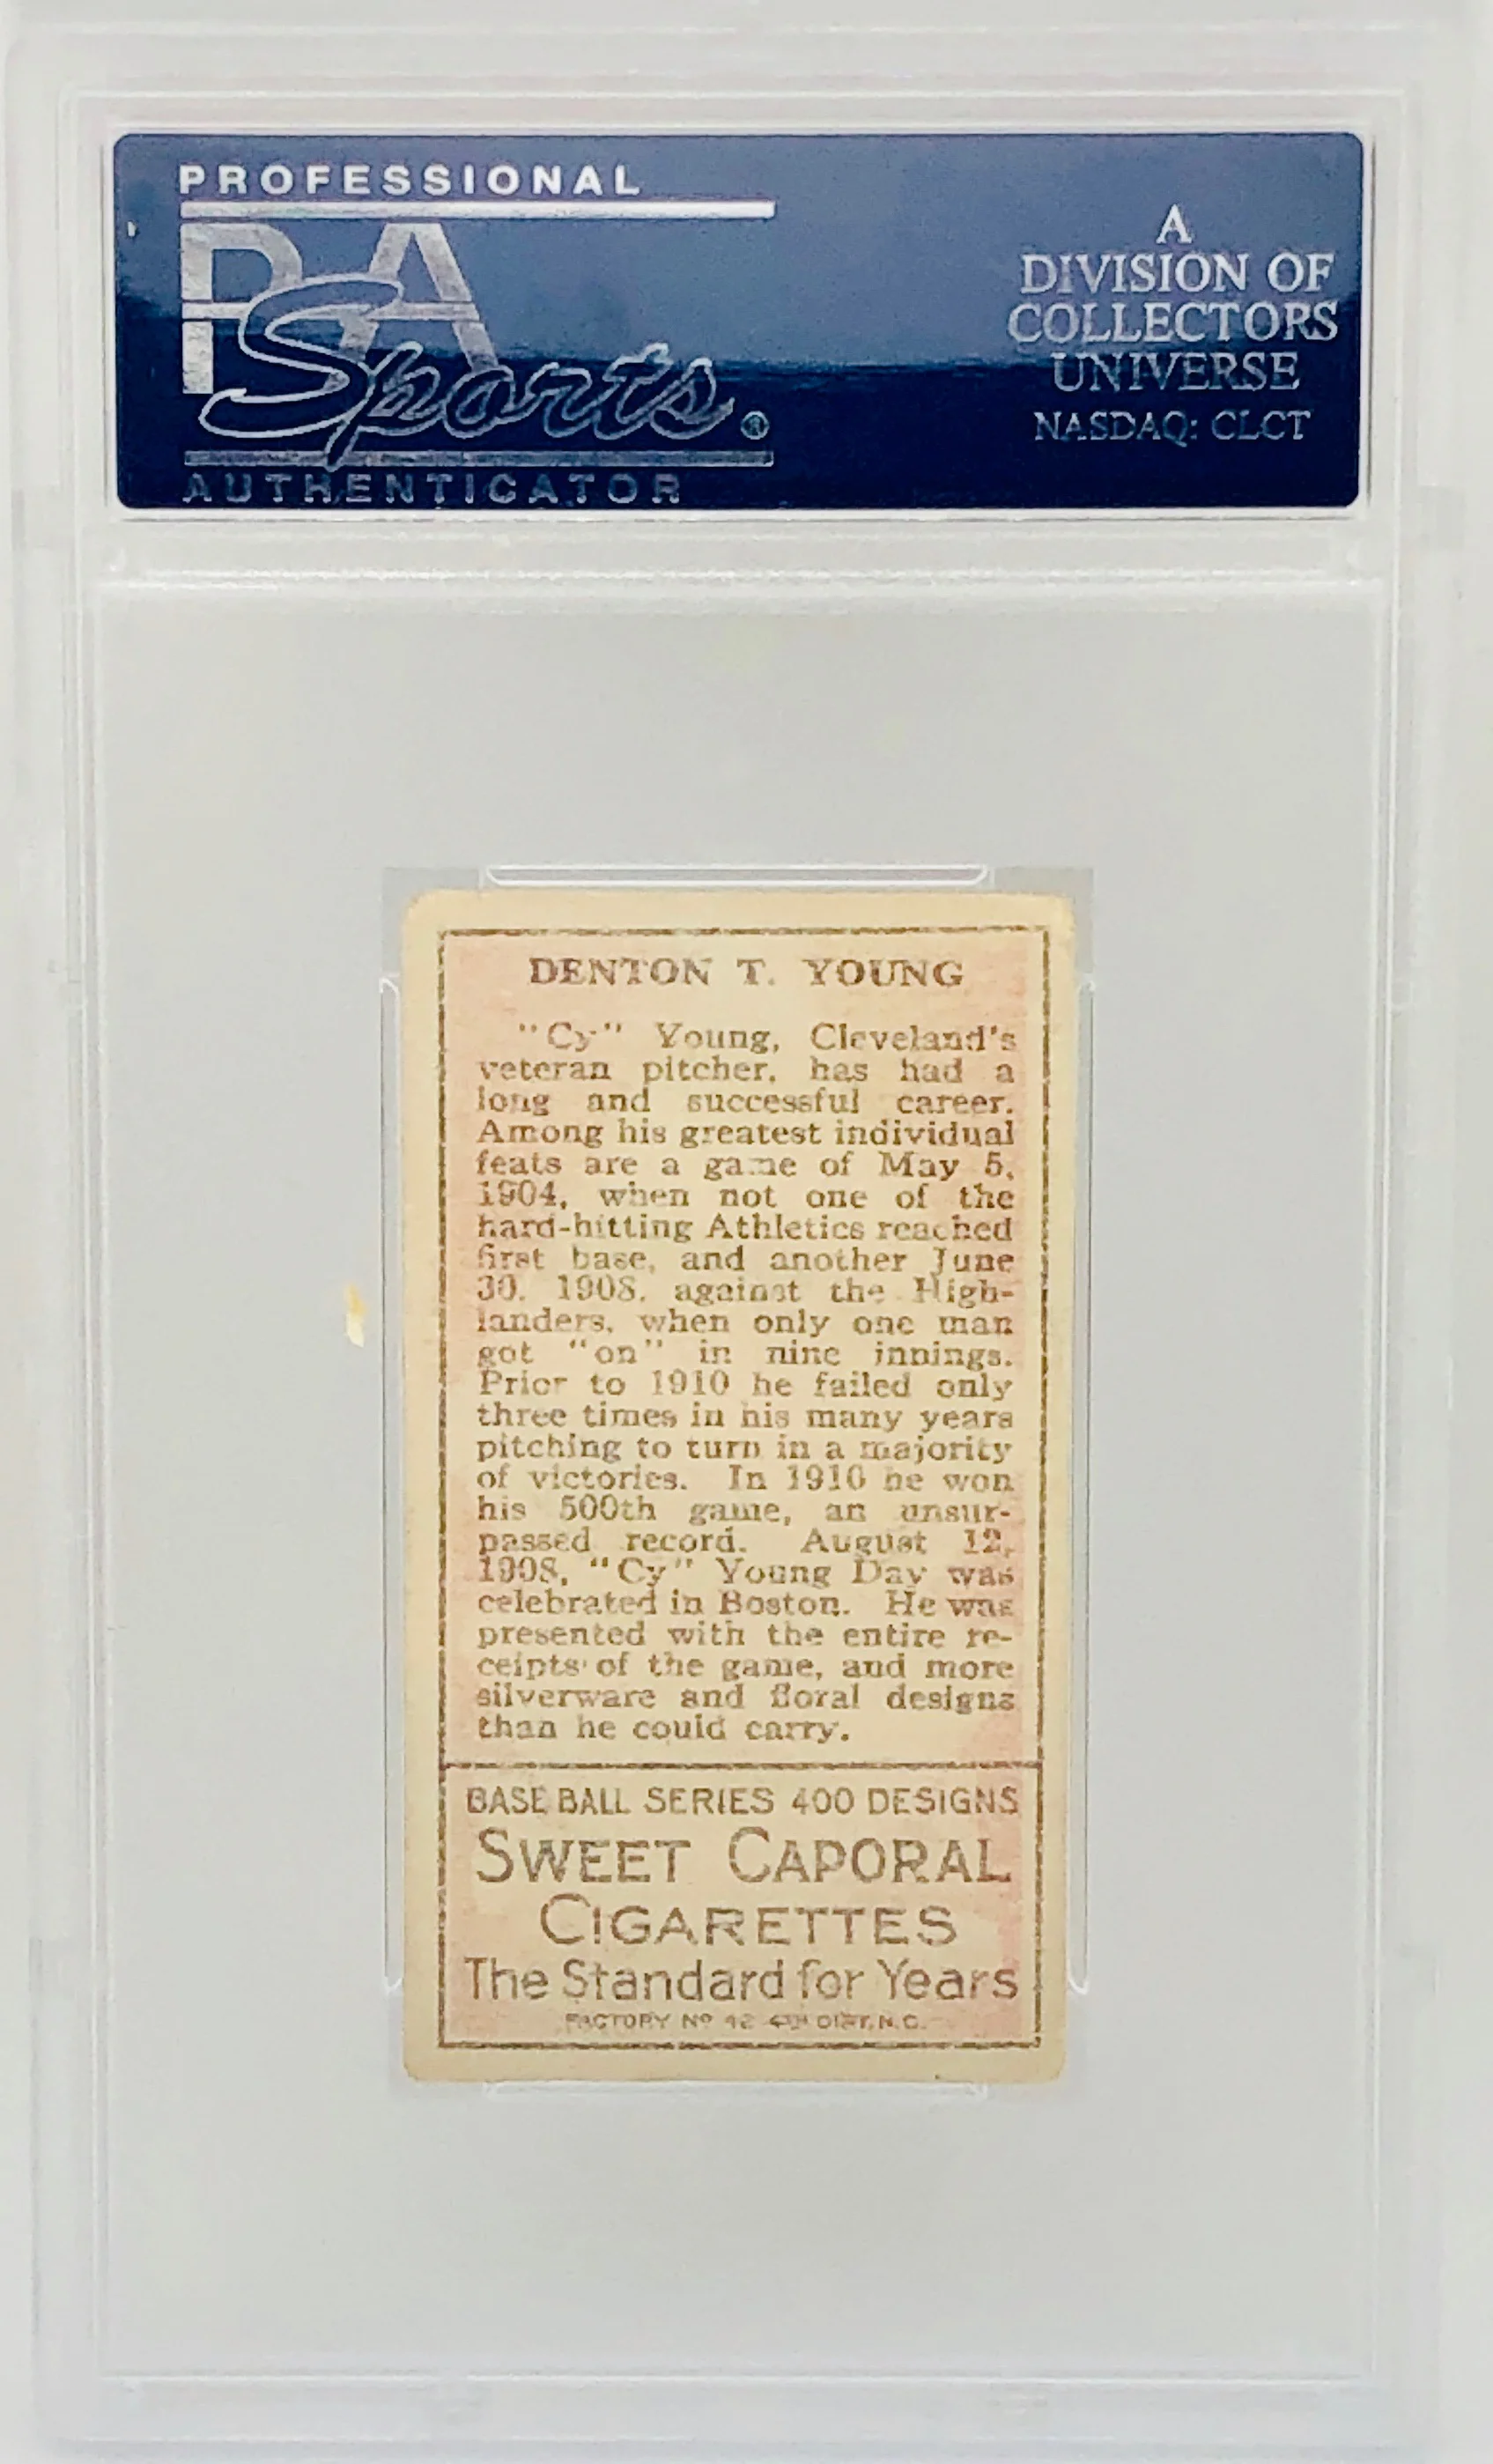 PROFESSIONAL
PSA
Sports®
AUTHENTICATOR
A
DIVISION OF
COLLECTORS
UNIVERSE
NASDAQ: CLCT
DENTON T. YOUNG
"Cy" Young, Cleveland's
veteran pitcher, has had a
long and successful career.
Among his greatest individual
feats are a game of May 5,
1904, when not one of the
hard-hitting Athletics reached
first base, and another June
30, 1908, against the High-
landers, when only one man
got "on" in nine innings.
Prior to 1910 he failed only
three times in his many years
pitching to turn in a majority
of victories. In 1910 he won
his 500th game, an unsur-
passed record. August 12,
1908, "Cy" Young Day was
celebrated in Boston. He was
presented with the entire re-
ceipts of the game, and more
silverware and floral designs
than he could carry.
BASE BALL SERIES 400 DESIGNS
SWEET CAPORAL
CIGARETTES
The Standard for Years
FACTORY Nº 42 4TH DIST. N.C.